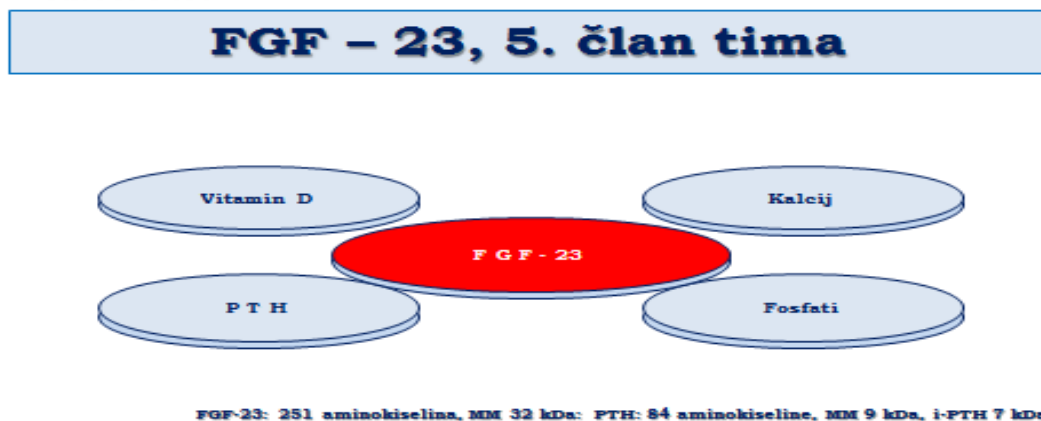 FGF – 23, 5. član tima
Vitamin D
Kalcij
F G F - 23
P T H
Fosfati
FGF-23: 251 aminokiselina, MM 32 kDa: PTH: 84 aminokiseline, MM 9 kDa, i-PTH 7 kDa